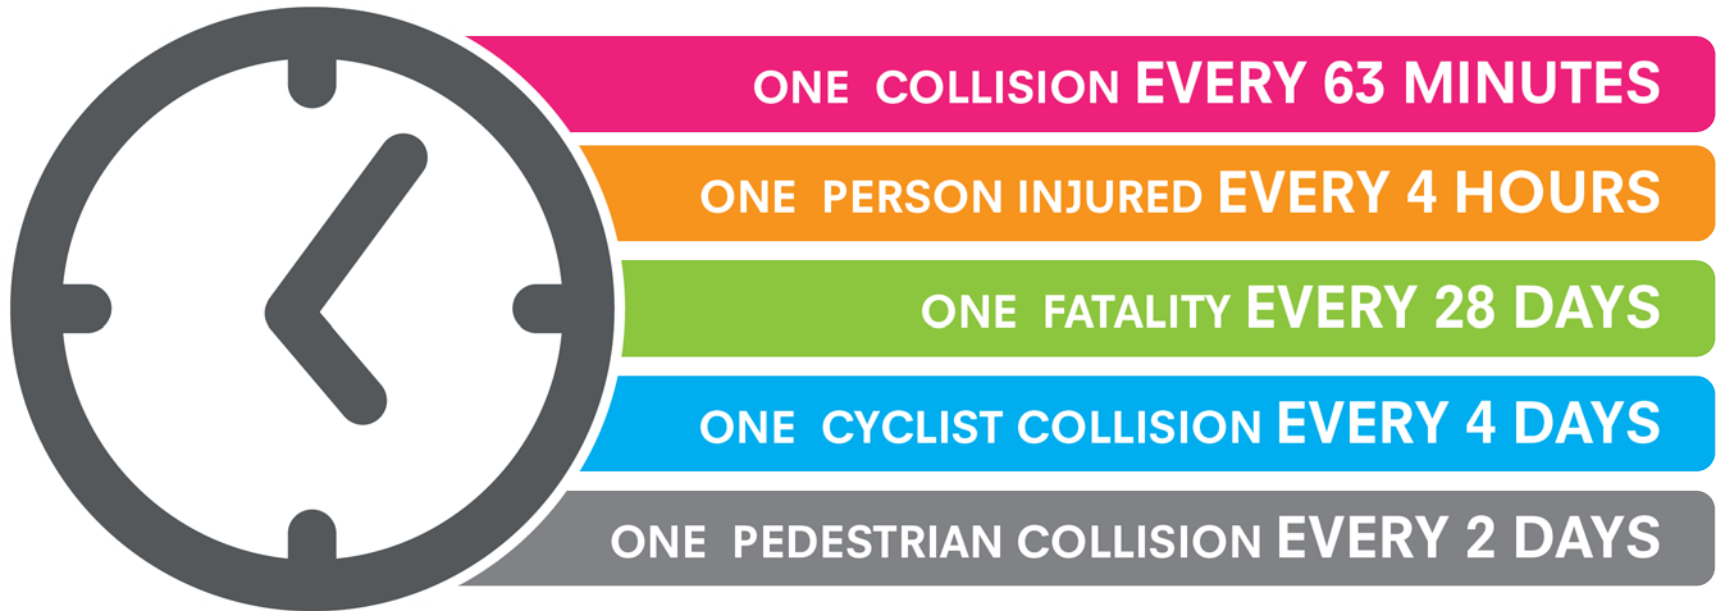 ONE COLLISION EVERY 63 MINUTES
ONE PERSON INJURED EVERY 4 HOURS
ONE FATALITY EVERY 28 DAYS
ONE CYCLIST COLLISION EVERY 4 DAYS
ONE PEDESTRIAN COLLISION EVERY 2 DAYS